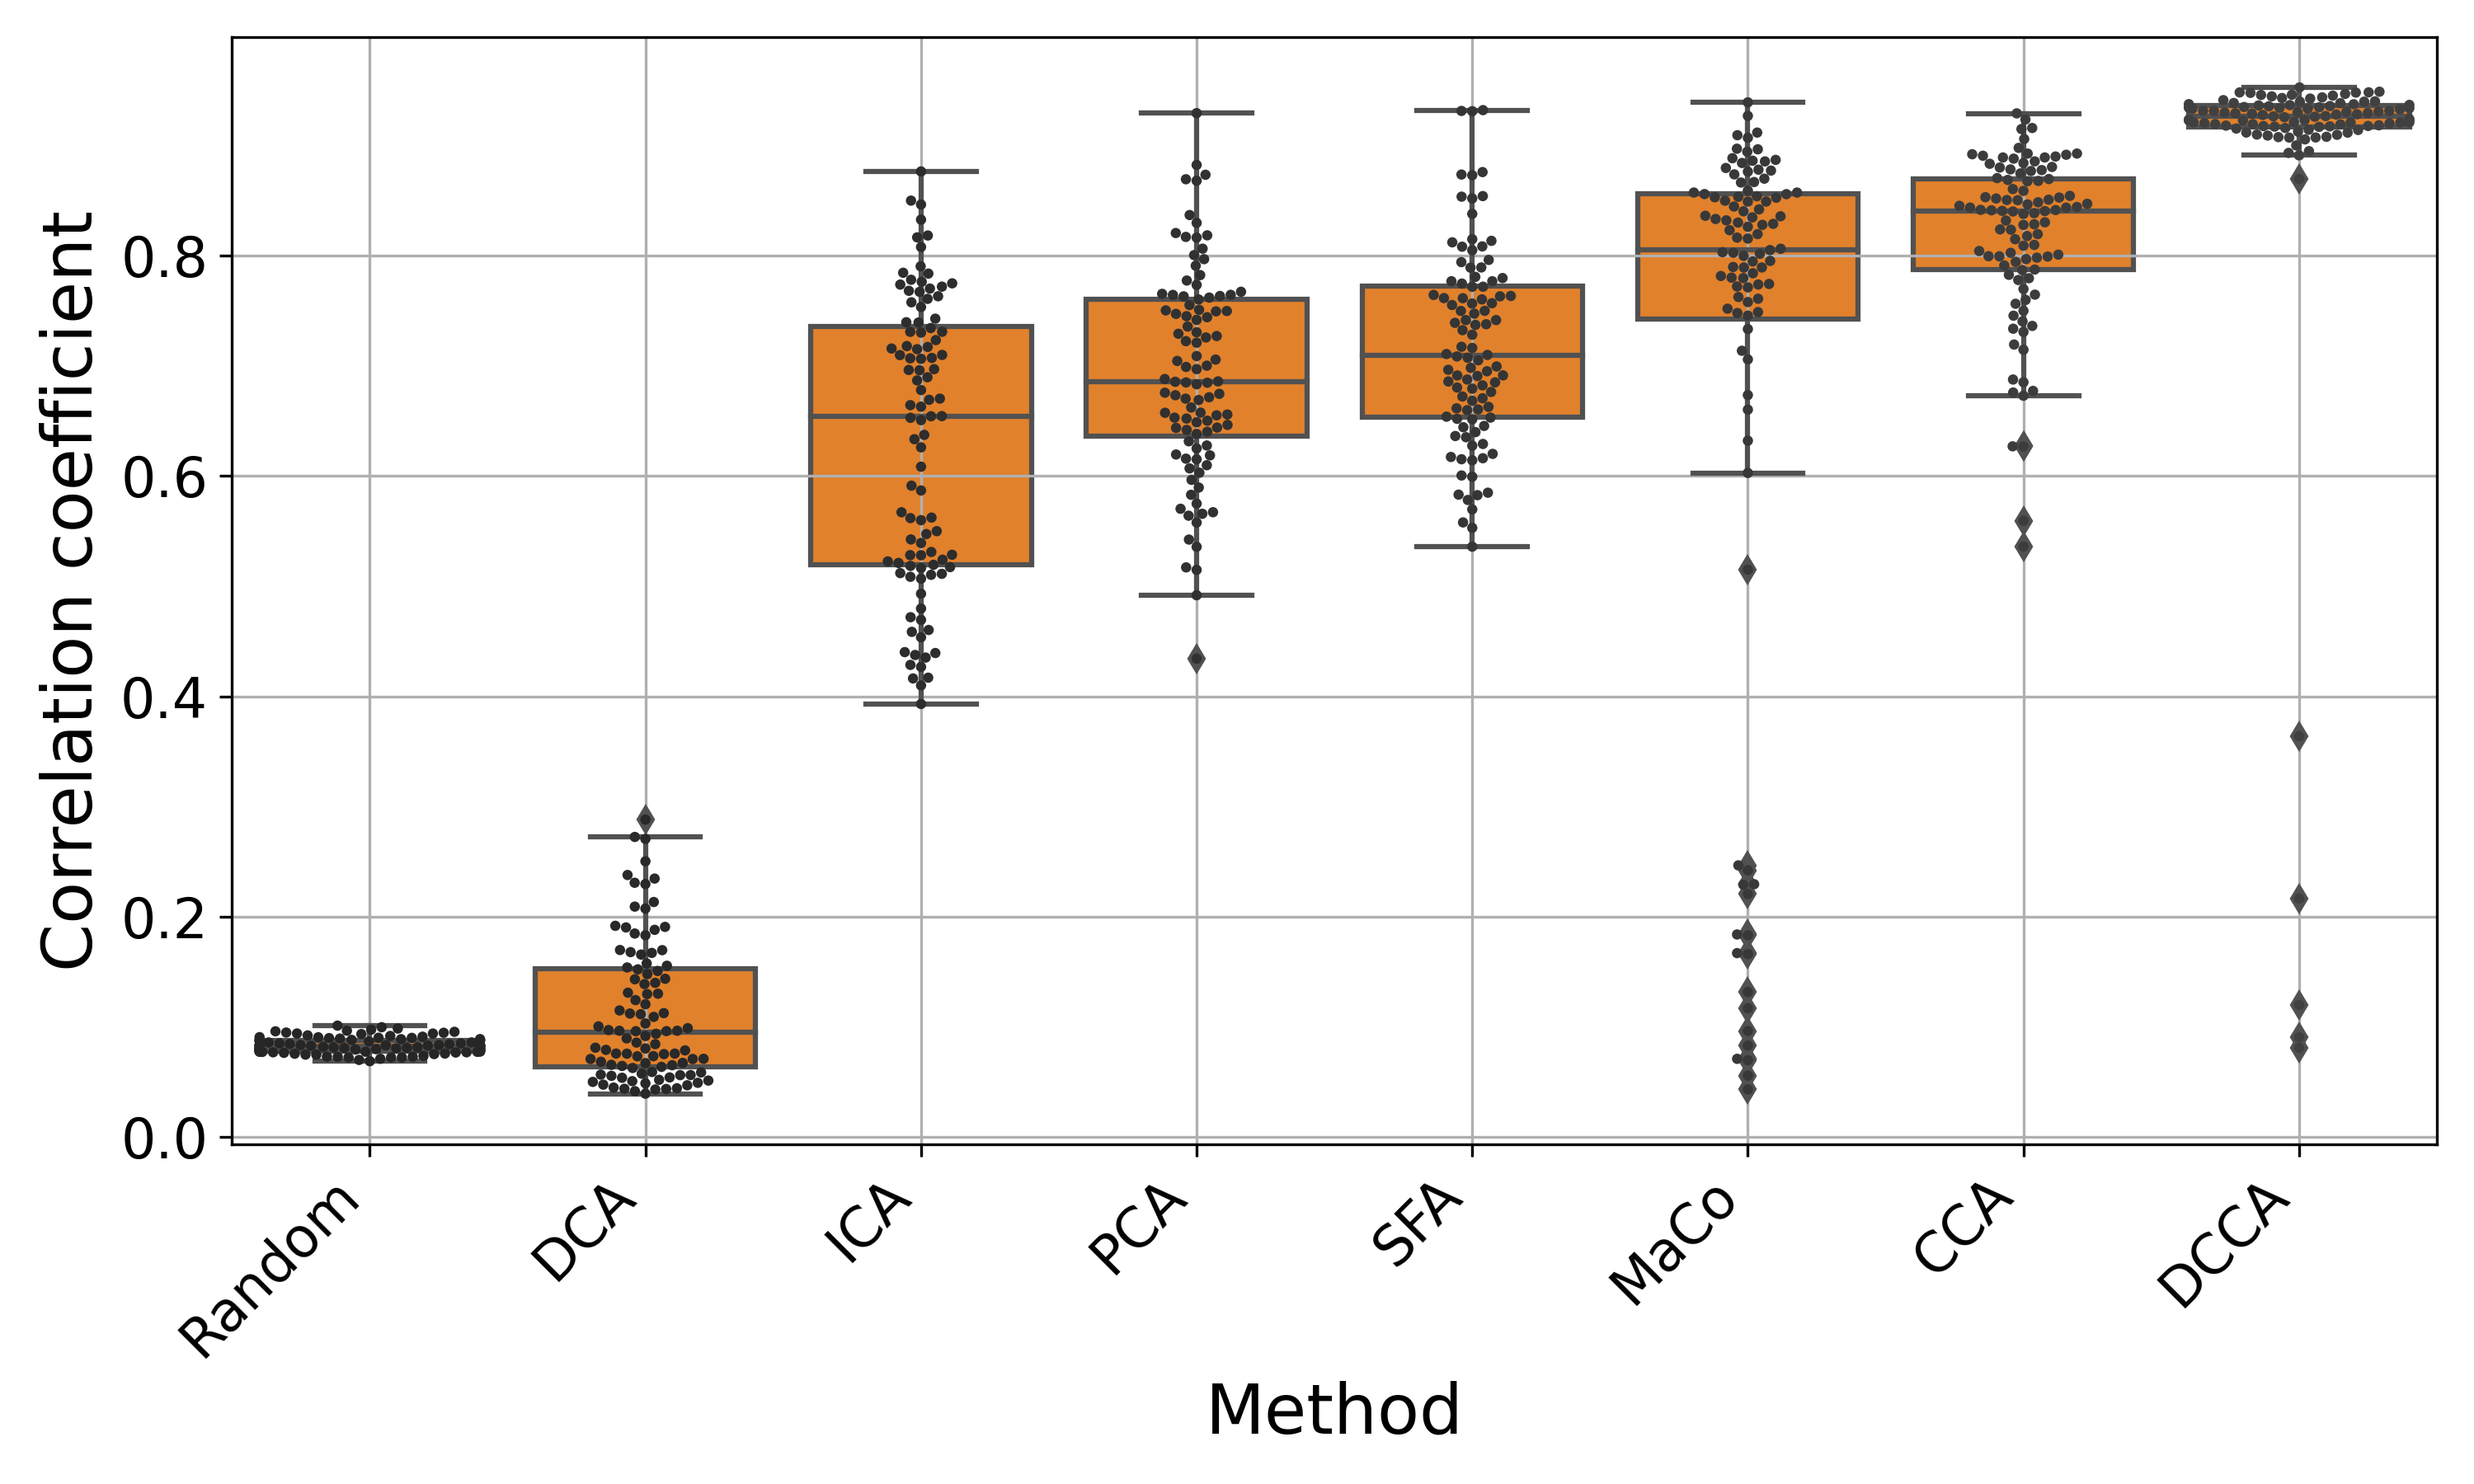 Correlation coefficient
0.8
0.6
0.4
0.2
0.0
Random
DCA
ICA
PCA
SFA
MaCo
CCA
DCCA
Method